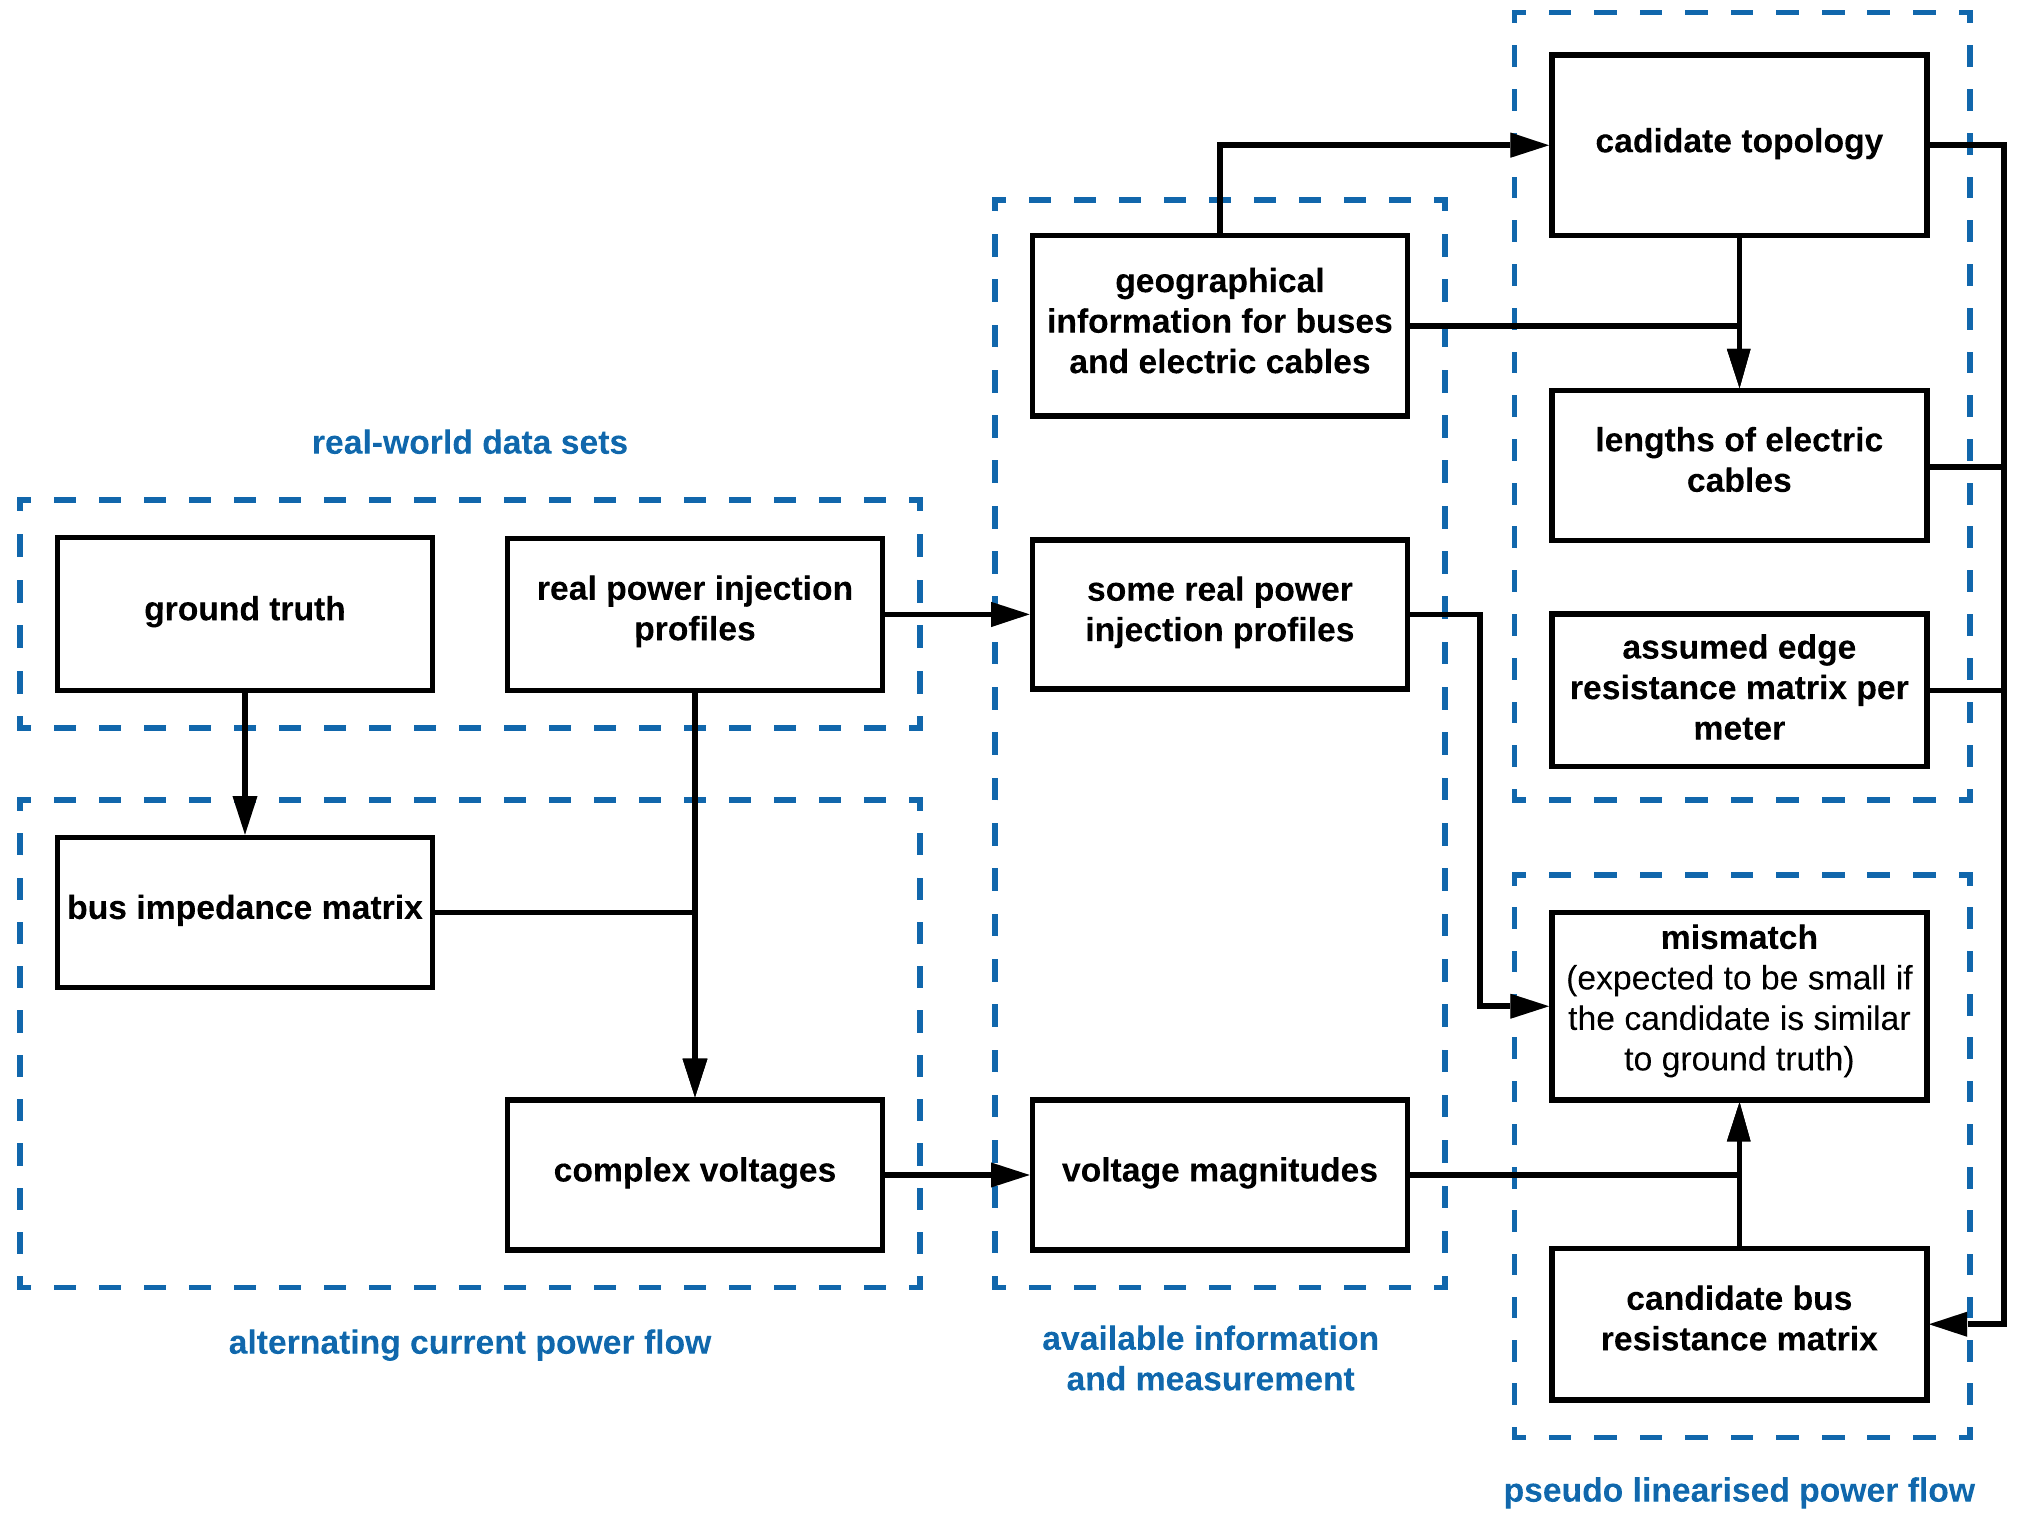 real-world data sets
ground truth
real power injection
profiles
bus impedance matrix
complex voltages
alternating current power flow
geographical
information for buses
and electric cables
some real power
injection profiles
voltage magnitudes
available information
and measurement
cadidate topology
lengths of electric
cables
assumed edge
resistance matrix per
meter
mismatch
(expected to be small if
the candidate is similar
to ground truth)
candidate bus
resistance matrix
pseudo linearised power flow